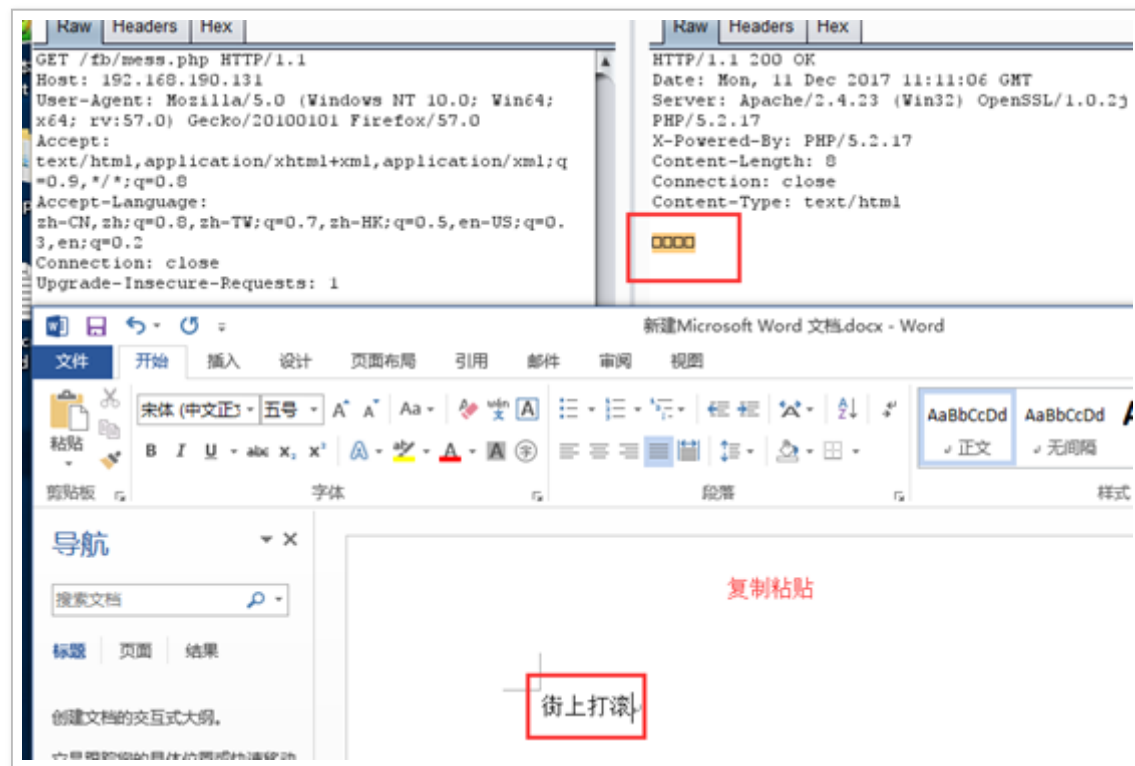 Raw Headers Hex
GET /fb/mess.php HTTP/1.1
Host: 192.168.190.131
User-Agent: Mozilla/5.0 (Windows NT 10.0; Win64;
x64; rv:57.0) Gecko/20100101 Firefox/57.0
Accept:
text/html,application/xhtml+xml,application/xml;q
=0.9,*/*;q=0.8
Accept-Language:
zh-CN,zh;q=0.8,zh-TW;q=0.7,zh-HK;q=0.5,en-US;q=0.
3,en;q=0.2
Connection: close
Upgrade-Insecure-Requests: 1
Raw Headers Hex
HTTP/1.1 200 OK
Date: Mon, 11 Dec 2017 11:11:06 GMT
Server: Apache/2.4.23 (Win32) OpenSSL/1.0.2j
PHP/5.2.17
X-Powered-By: PHP/5.2.17
Content-Length: 8
Connection: close
Content-Type: text/html
新建Microsoft Word 文档.docx - Word
文件 开始 插入 设计 页面布局 引用 邮件 审阅 视图
宋体 (中文正 五号 Aa wén 文 A
粘贴 B I U abc x₂ x² A ab A A 字
AaBbCcDd AaBbCcDd
正文 无间隔
剪贴板 字体 段落 样式
导航
搜索文档
标题 页面 结果
创建文档的交互式大纲。
复制粘贴
街上打滚